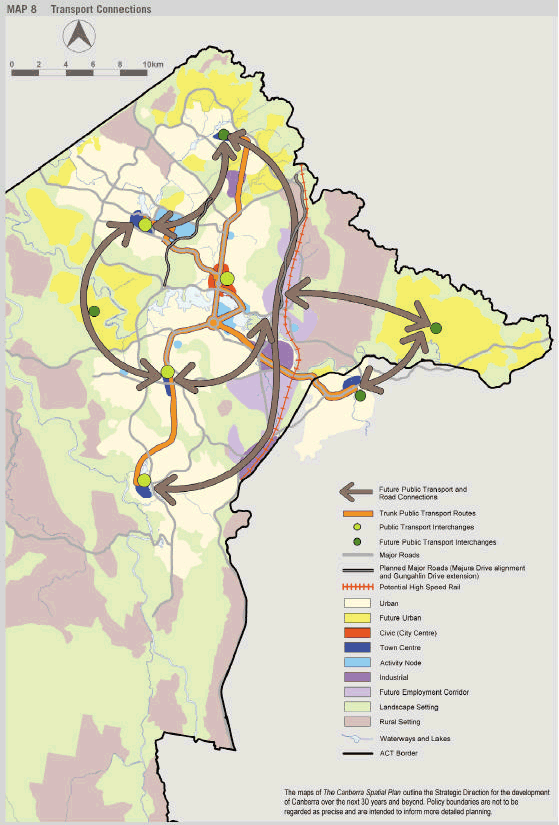 MAP 8 Transport Connections
0 2 4 6 8 10km
Future Public Transport and
Road Connections
Trunk Public Transport Routes
Public Transport Interchanges
Future Public Transport Interchanges
Major Roads
Planned Major Roads (Majura Drive alignment
and Gungahlin Drive extension)
Potential High Speed Rail
Urban
Future Urban
Civic (City Centre)
Town Centre
Activity Node
Industrial
Future Employment Corridor
Landscape Setting
Rural Setting
Waterways and Lakes
ACT Border
The maps of The Canberra Spatial Plan outline the Strategic Direction for the development
of Canberra over the next 30 years and beyond. Policy boundaries are not to be
regarded as precise and are intended to inform more detailed planning.